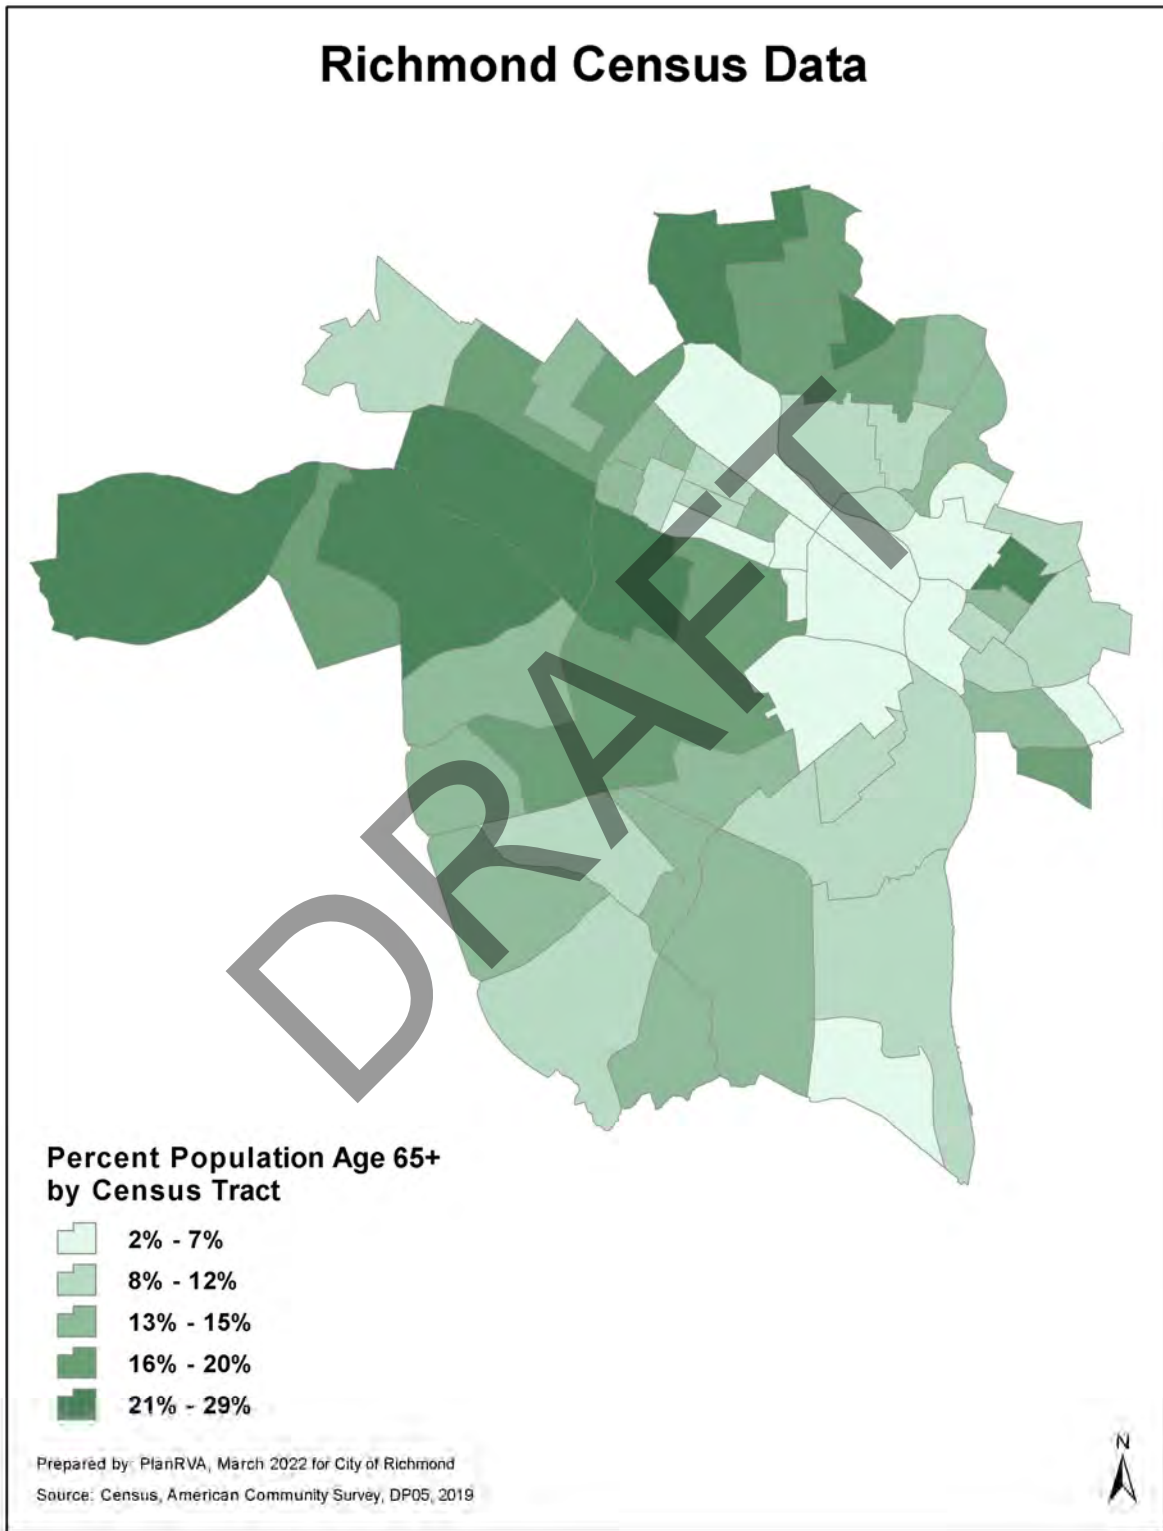 Richmond Census Data
DRAFT
Percent Population Age 65+
by Census Tract
2% - 7%
8% - 12%
13% - 15%
16% - 20%
21% - 29%
Prepared by: PlanRVA, March 2022 for City of Richmond
Source: Census, American Community Survey, DP05, 2019
N